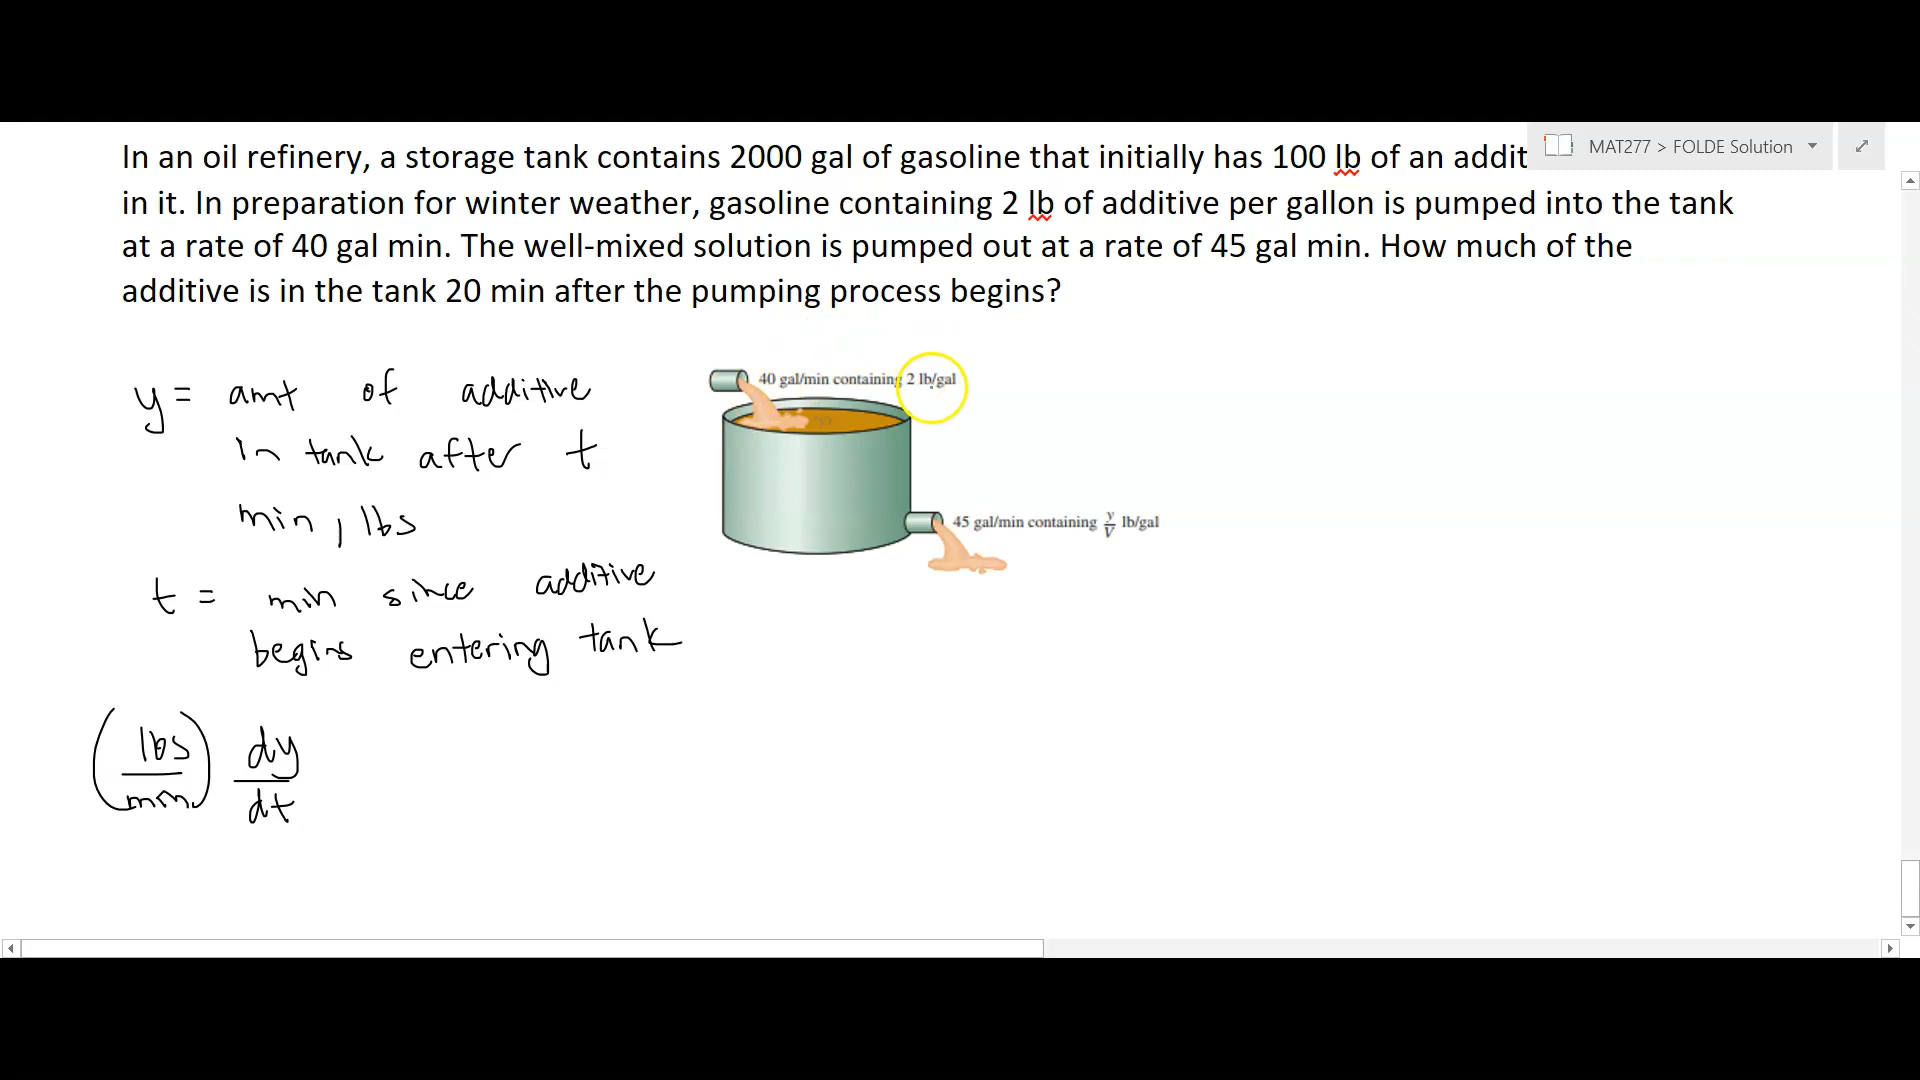 In an oil refinery, a storage tank contains 2000 gal of gasoline that initially has 100 lb of an addit
MAT277 > FOLDE Solution
in it. In preparation for winter weather, gasoline containing 2 lb of additive per gallon is pumped into the tank
at a rate of 40 gal min. The well-mixed solution is pumped out at a rate of 45 gal min. How much of the
additive is in the tank 20 min after the pumping process begins?
40 gal/min containing 2 lb/gal
45 gal/min containing y/V lb/gal
y = amt of additive
in tank after t
min, lbs
t = min since additive
begins entering tank
(lbs/min.) dy/dt